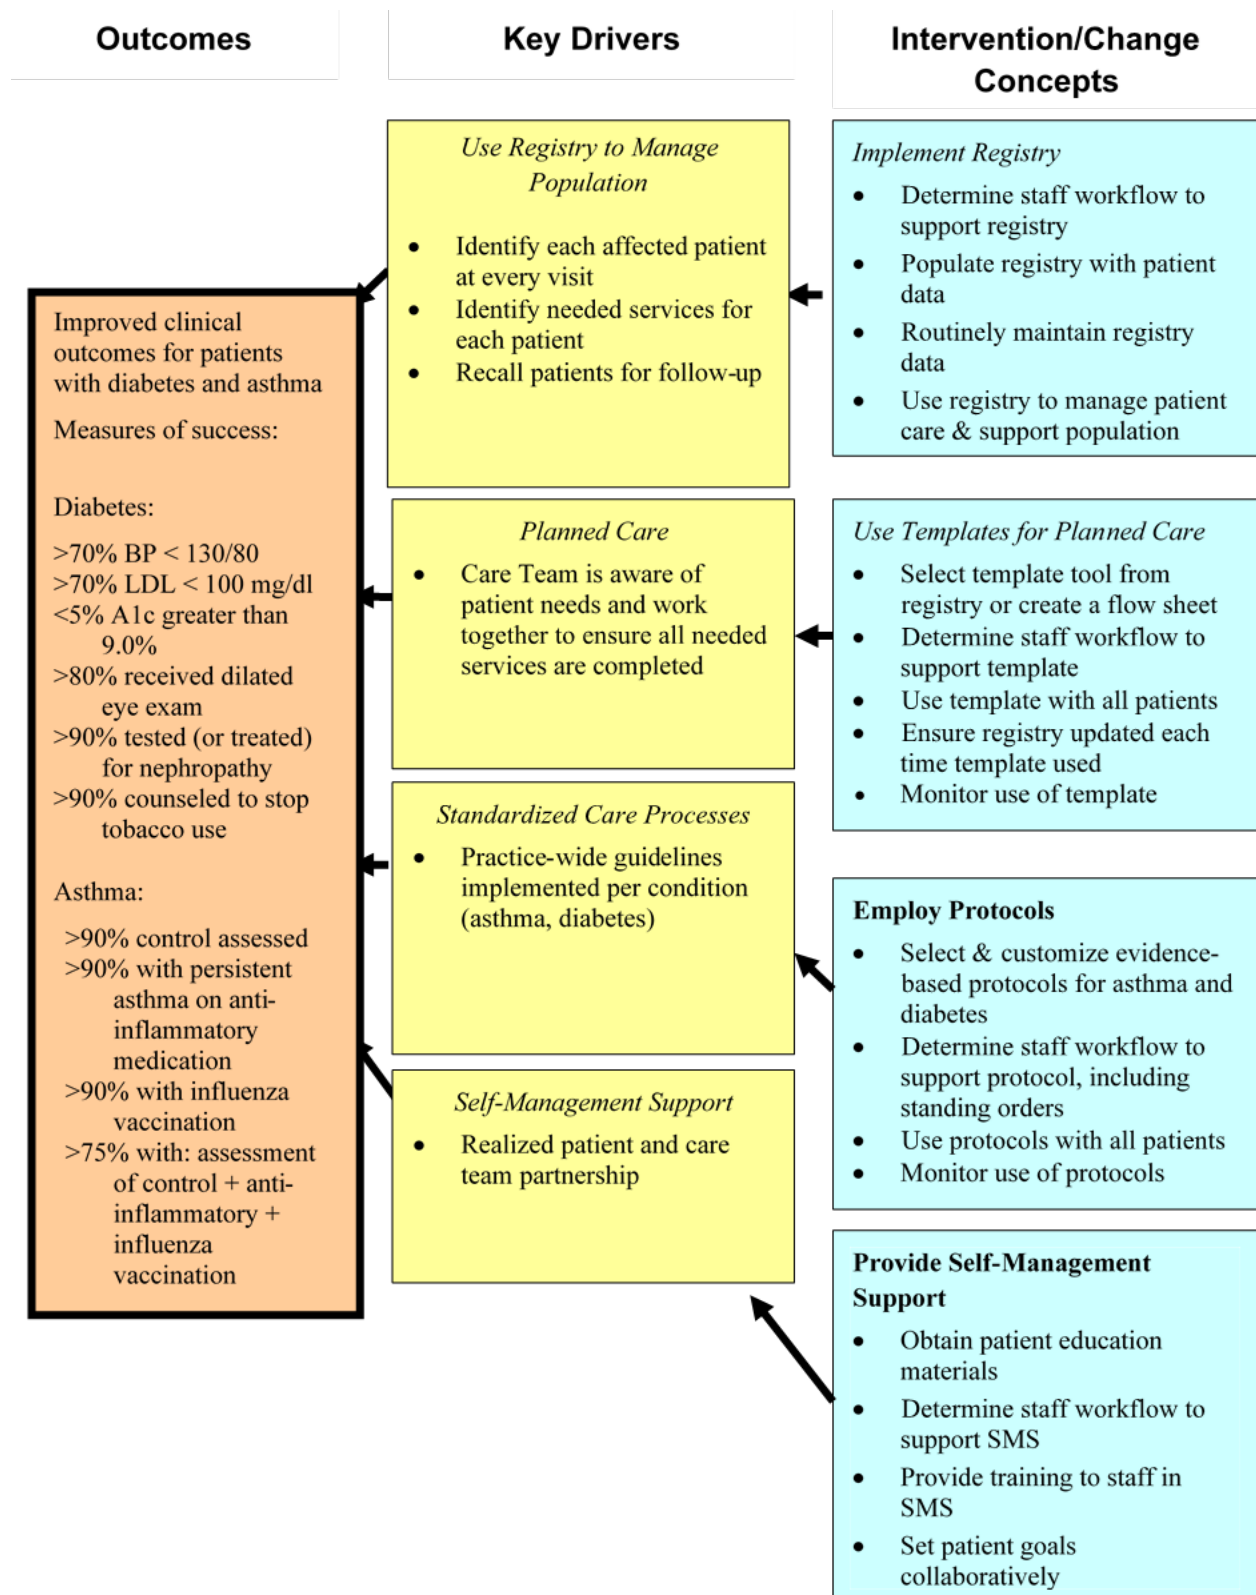 Outcomes
Key Drivers
Intervention/Change
Concepts
Improved clinical
outcomes for patients
with diabetes and asthma
Measures of success:
Diabetes:
>70% BP < 130/80
>70% LDL < 100 mg/dl
<5% A1c greater than
9.0%
>80% received dilated
eye exam
>90% tested (or treated)
for nephropathy
>90% counseled to stop
tobacco use
Asthma:
>90% control assessed
>90% with persistent
asthma on anti-
inflammatory
medication
>90% with influenza
vaccination
>75% with: assessment
of control + anti-
inflammatory +
influenza
vaccination
Use Registry to Manage
Population
• Identify each affected patient
at every visit
• Identify needed services for
each patient
• Recall patients for follow-up
Planned Care
• Care Team is aware of
patient needs and work
together to ensure all needed
services are completed
Standardized Care Processes
• Practice-wide guidelines
implemented per condition
(asthma, diabetes)
Self-Management Support
• Realized patient and care
team partnership
Implement Registry
• Determine staff workflow to
support registry
• Populate registry with patient
data
• Routinely maintain registry
data
• Use registry to manage patient
care & support population
Use Templates for Planned Care
• Select template tool from
registry or create a flow sheet
• Determine staff workflow to
support template
• Use template with all patients
• Ensure registry updated each
time template used
• Monitor use of template
Employ Protocols
• Select & customize evidence-
based protocols for asthma and
diabetes
• Determine staff workflow to
support protocol, including
standing orders
• Use protocols with all patients
• Monitor use of protocols
Provide Self-Management
Support
• Obtain patient education
materials
• Determine staff workflow to
support SMS
• Provide training to staff in
SMS
• Set patient goals
collaboratively